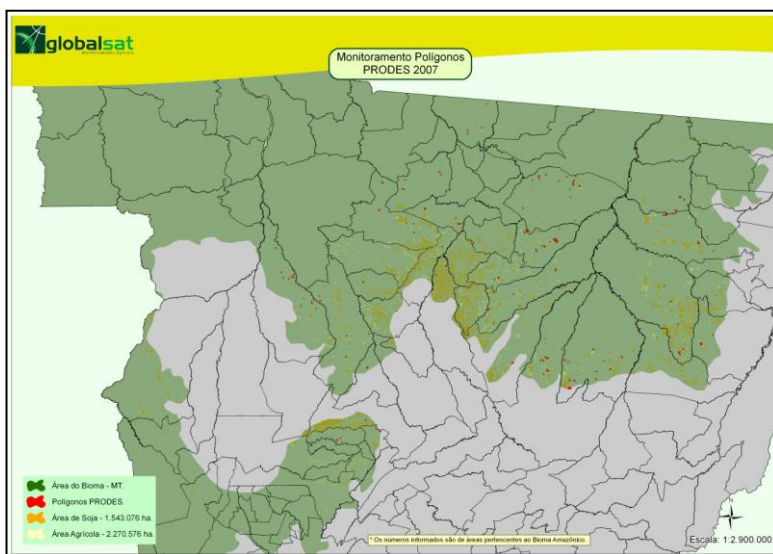 globalsat
Monitoramento Polígonos
PRODES 2007
Área do Bioma - MT.
Polígonos PRODES.
Área de Soja - 1.543.076 ha.
Área Agrícola - 2.270.576 ha.
* Os números informados são de áreas pertencentes ao Bioma Amazônico.
N
Escala: 1:2.900.000